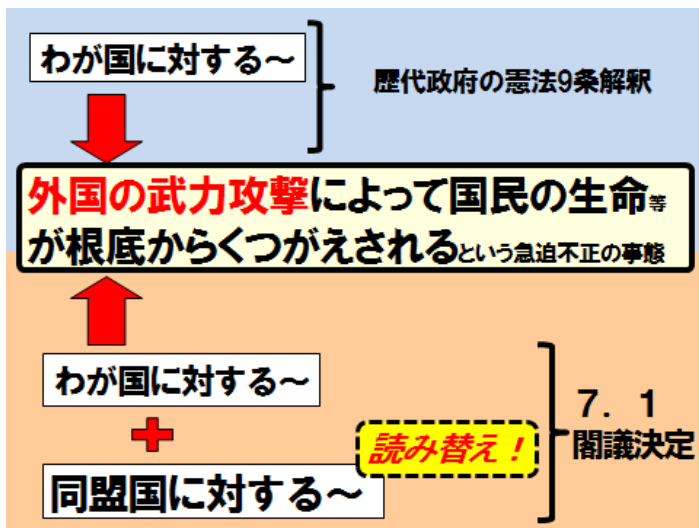 わが国に対する～
歴代政府の憲法9条解釈
外国の武力攻撃によって国民の生命等
が根底からくつがえされるという急迫不正の事態
わが国に対する～
同盟国に対する～
読み替え！
７．１
閣議決定